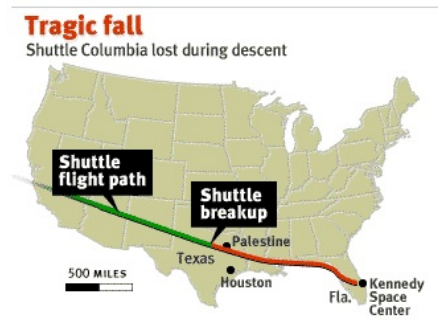 Tragic fall
Shuttle Columbia lost during descent
Shuttle
flight path
Shuttle
breakup
Palestine
Texas
500 MILES
Houston
Fla.
Kennedy
Space
Center